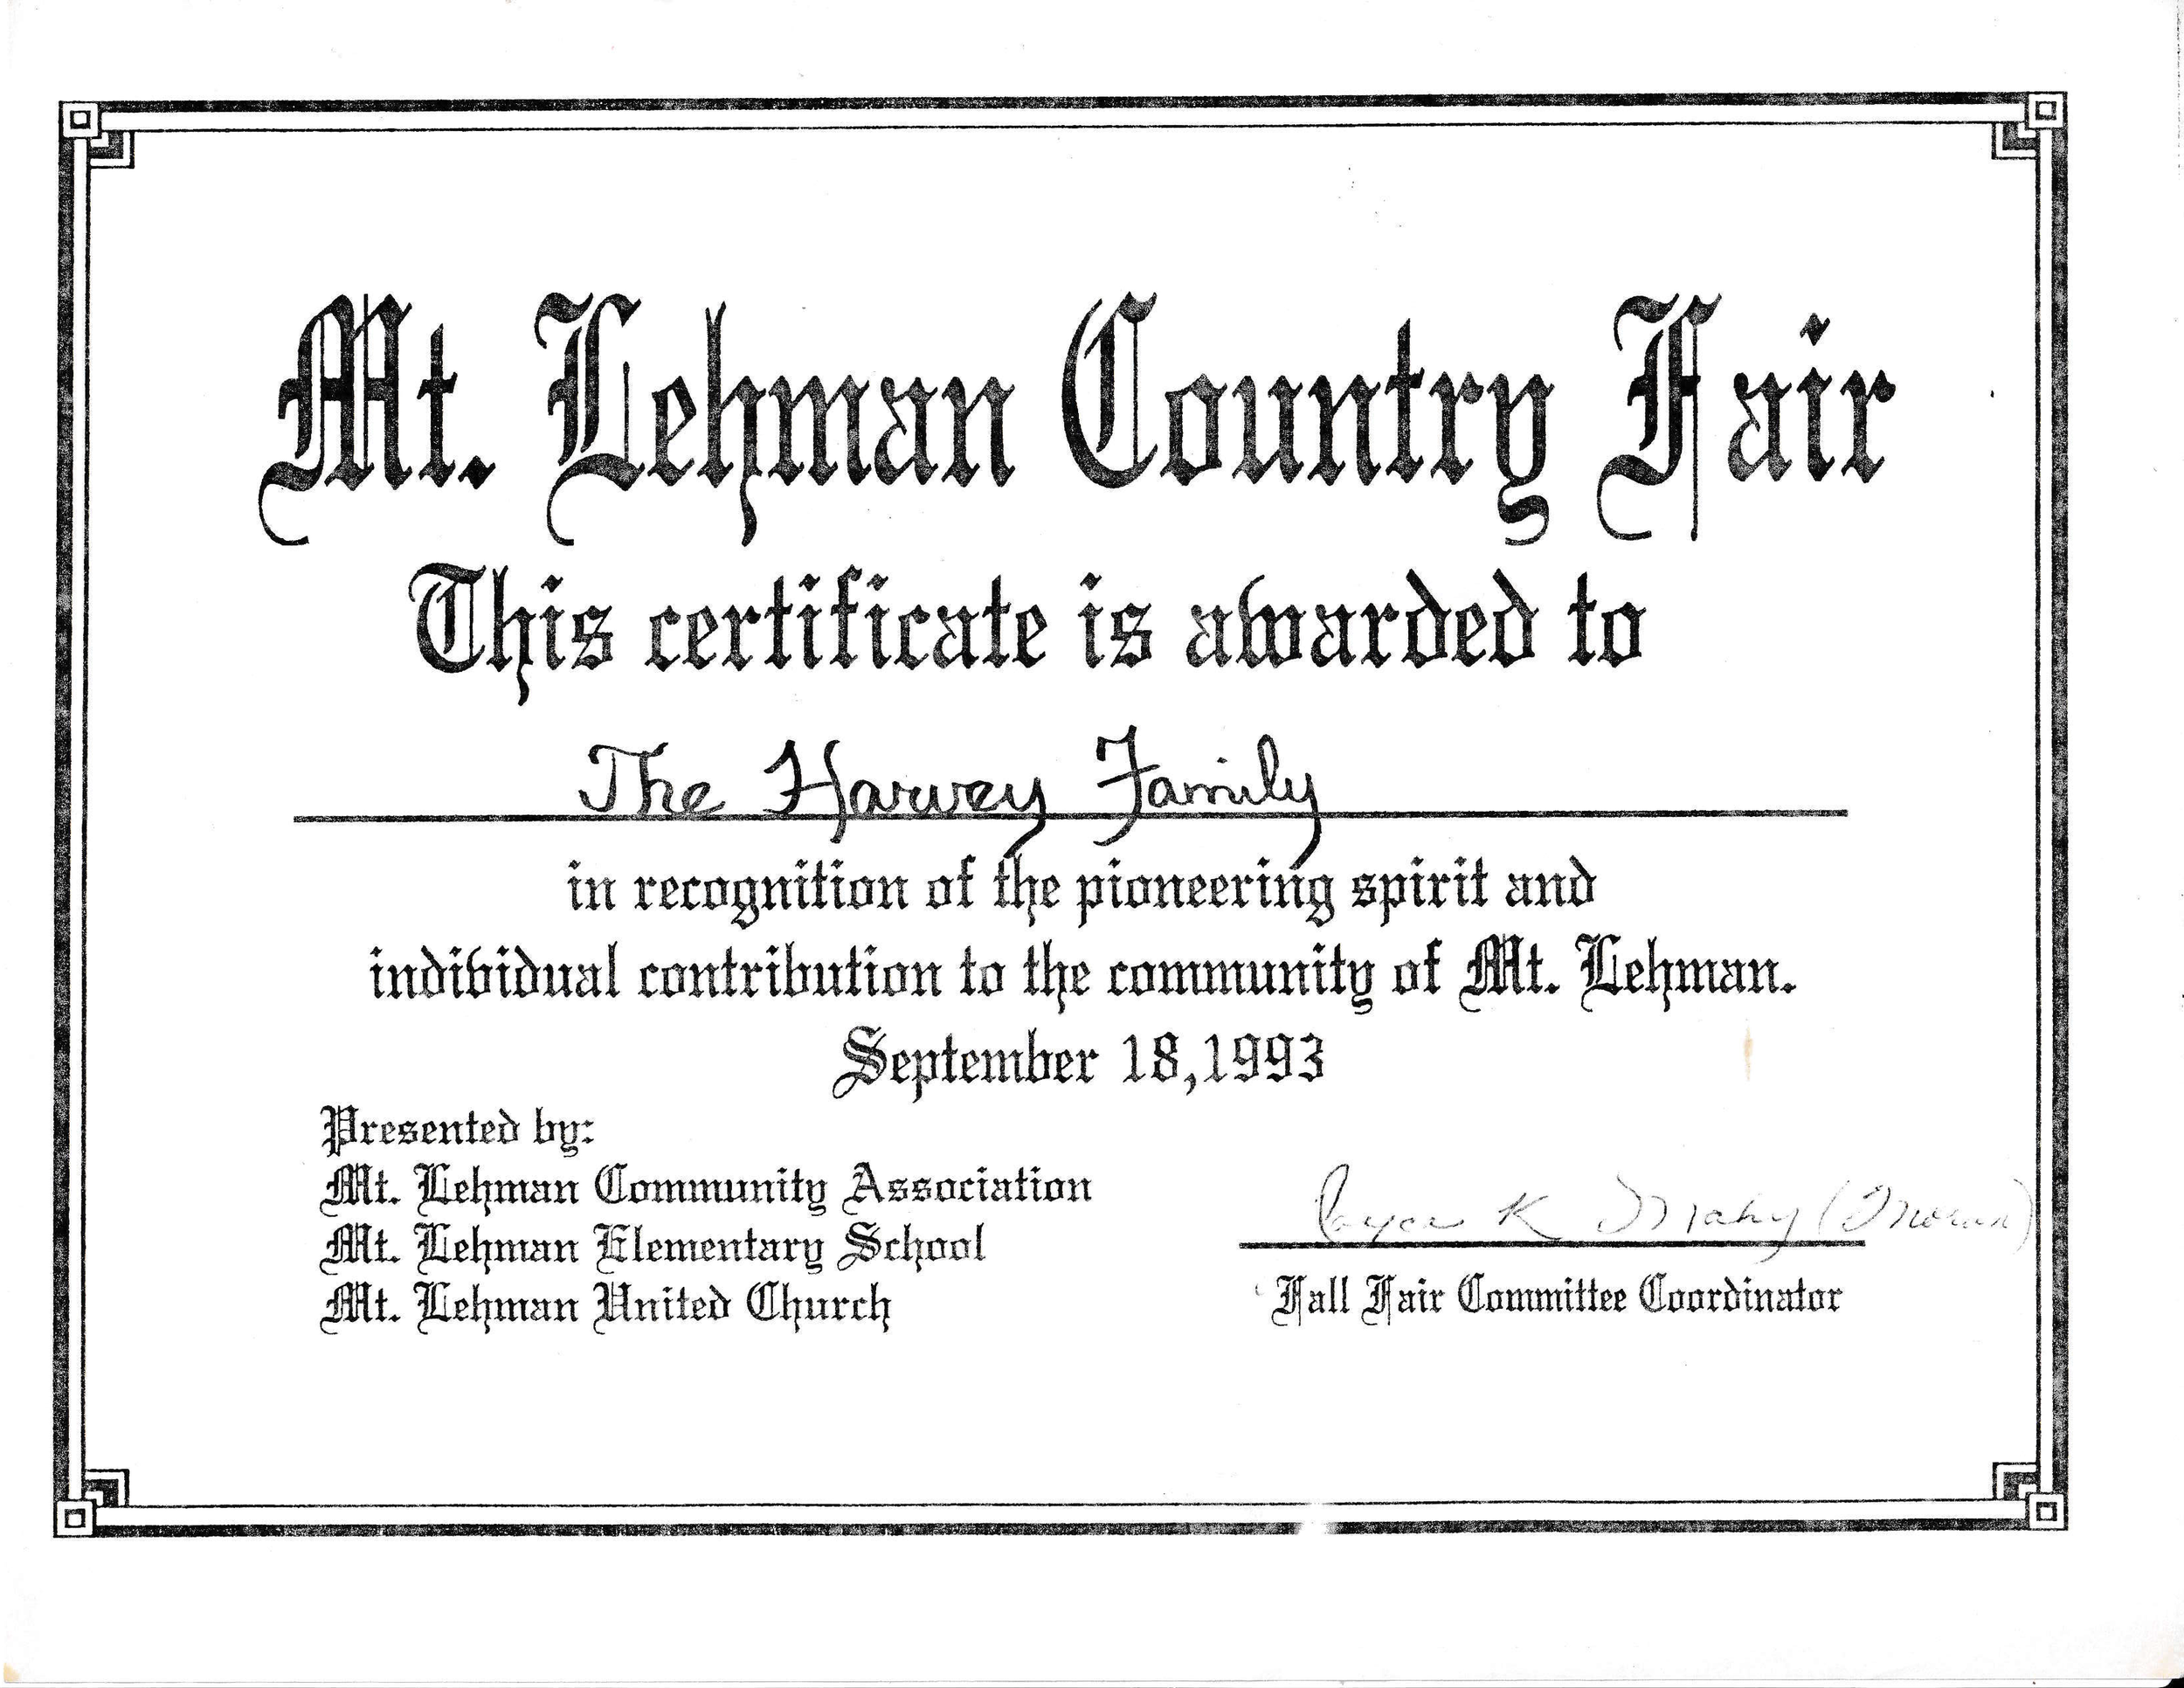 Mt. Lehman Country Fair
This certificate is awarded to
The Harvey Family
in recognition of the pioneering spirit and
individual contribution to the community of Mt. Lehman.
September 18,1993
Presented by:
Mt. Lehman Community Association
Mt. Lehman Elementary School
Mt. Lehman United Church
K
Fall Fair Committee Coordinator